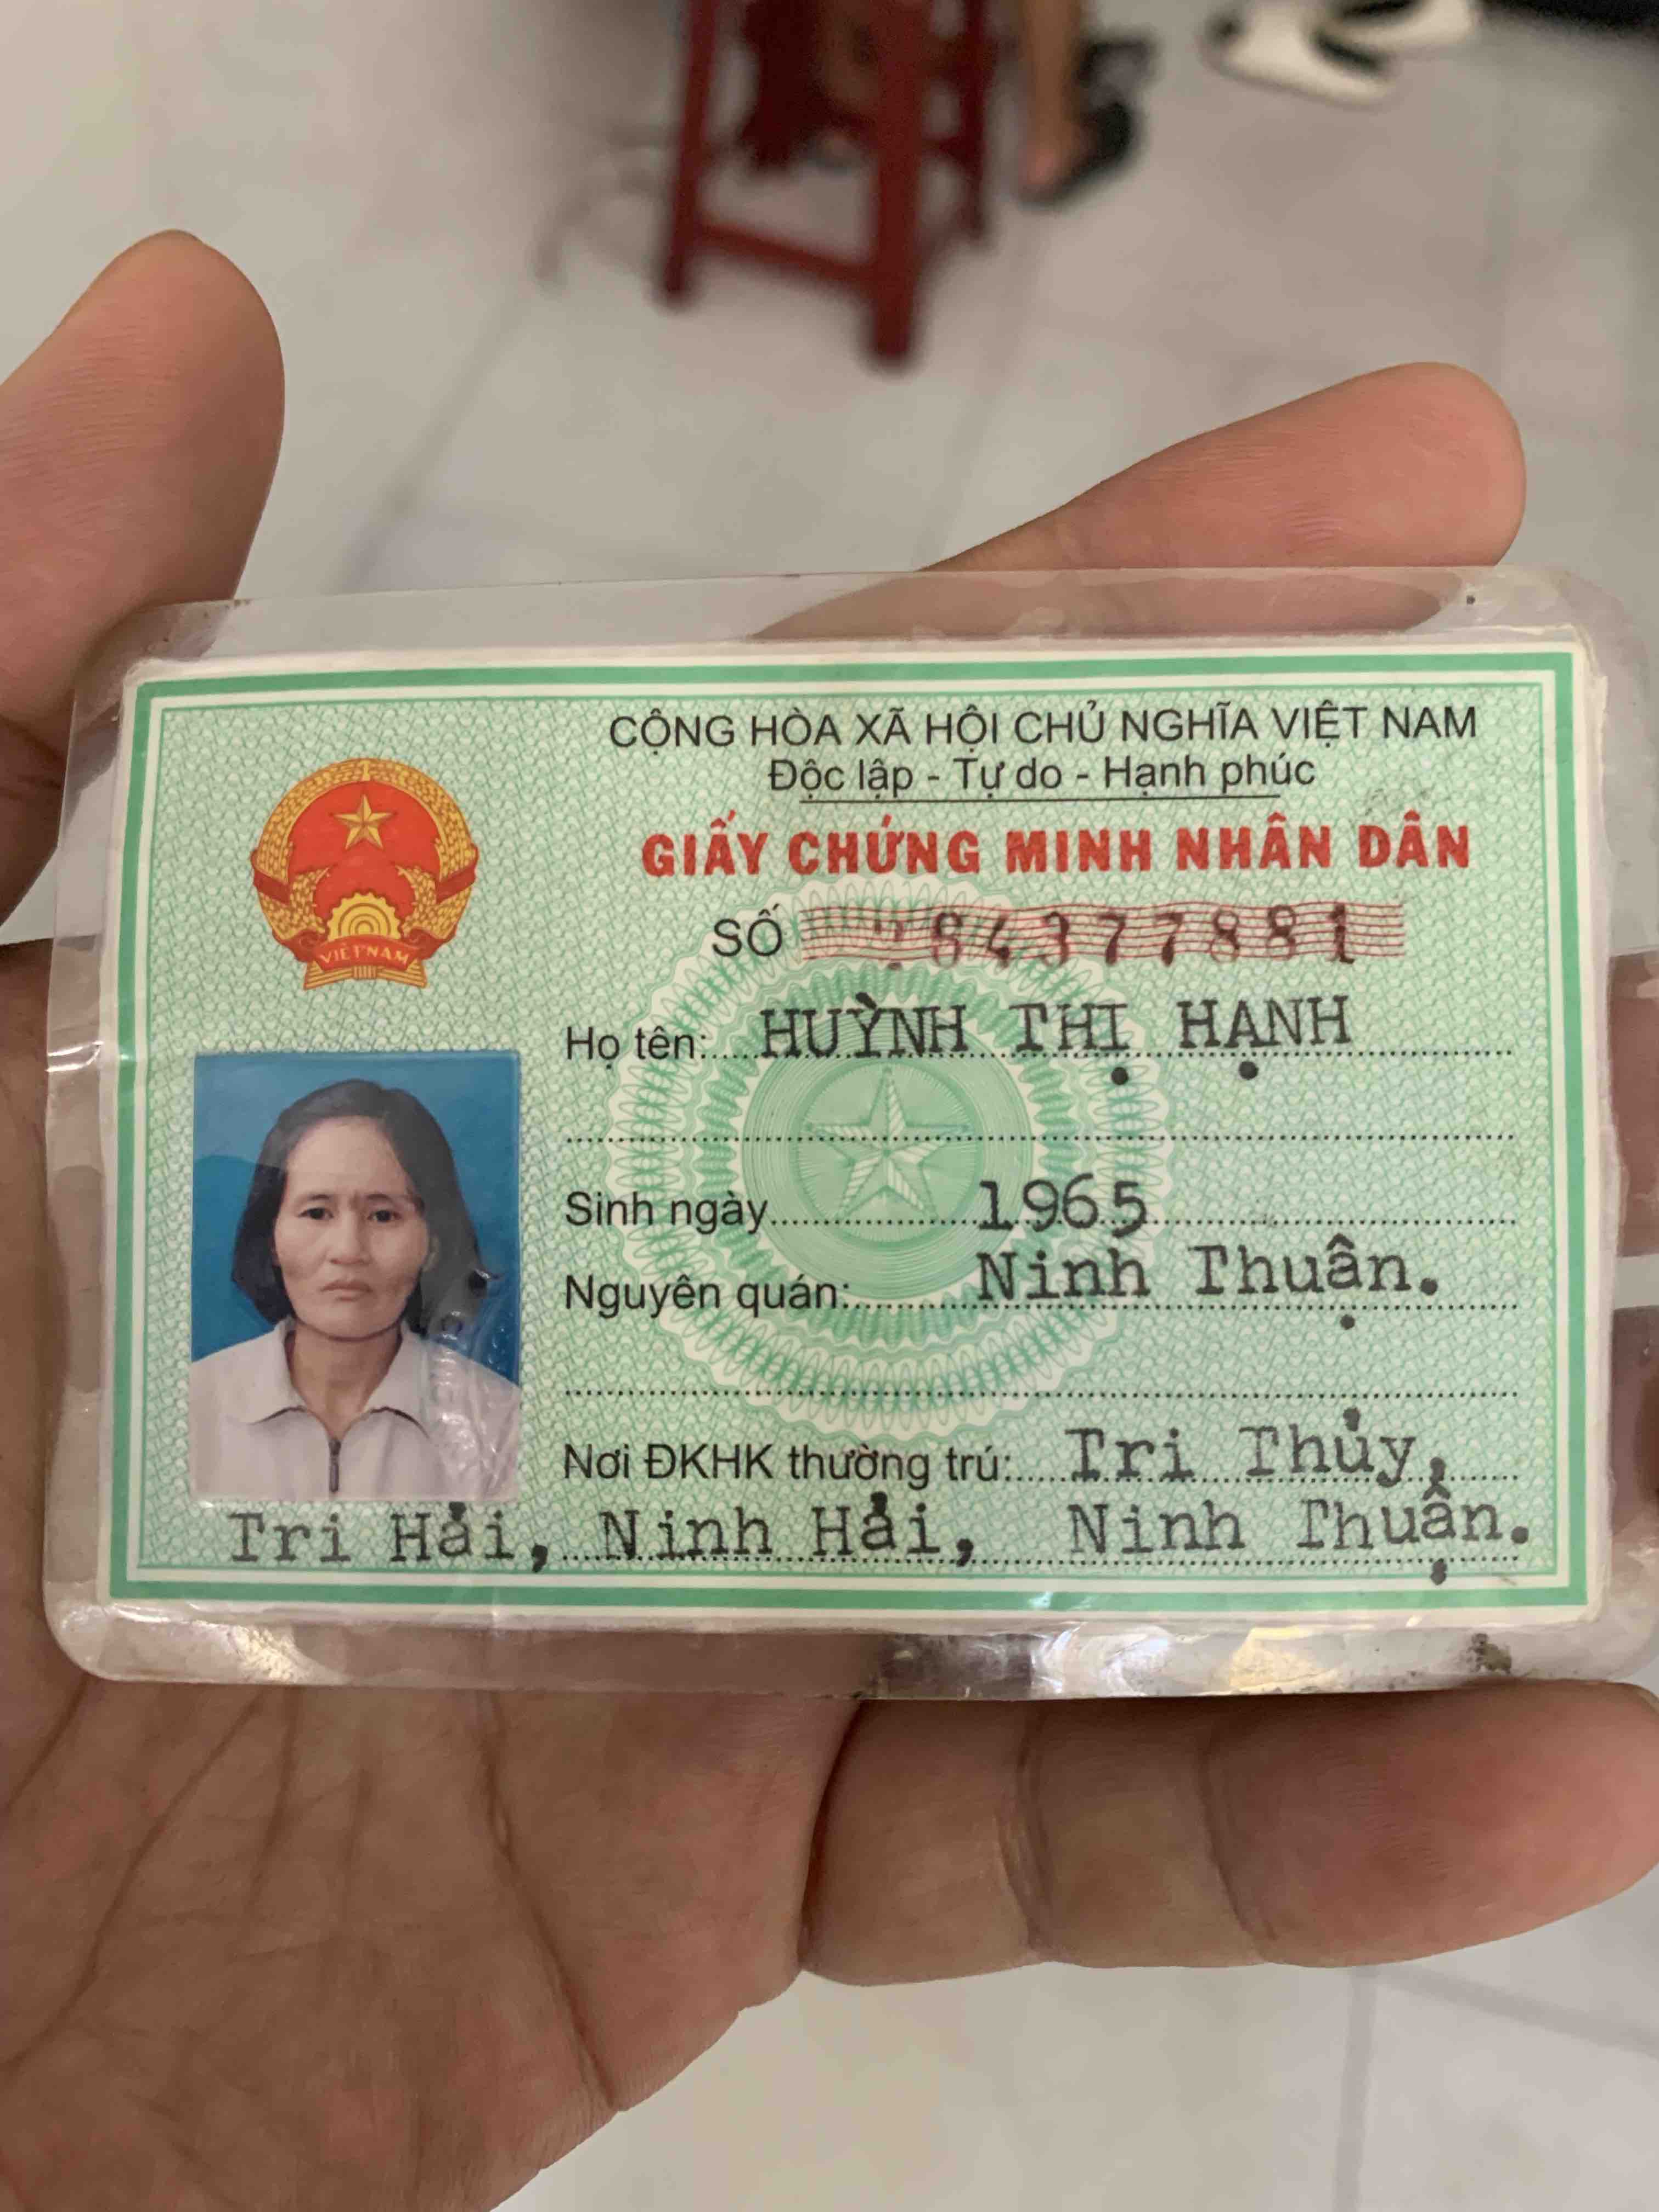 CỘNG HÒA XÃ HỘI CHỦ NGHĨA VIỆT NAM
Độc lập - Tự do - Hạnh phúc
GIẤY CHỨNG MINH NHÂN DÂN
SỐ
VIỆT NAM
Họ tên: HUỲNH THỊ HẠNH
Sinh ngày 1965
Nguyên quán: Ninh Thuận.
Nơi ĐKHK thường trú: Tri Thủy,
Tri Hải, Ninh Hải, Ninh Thuận.